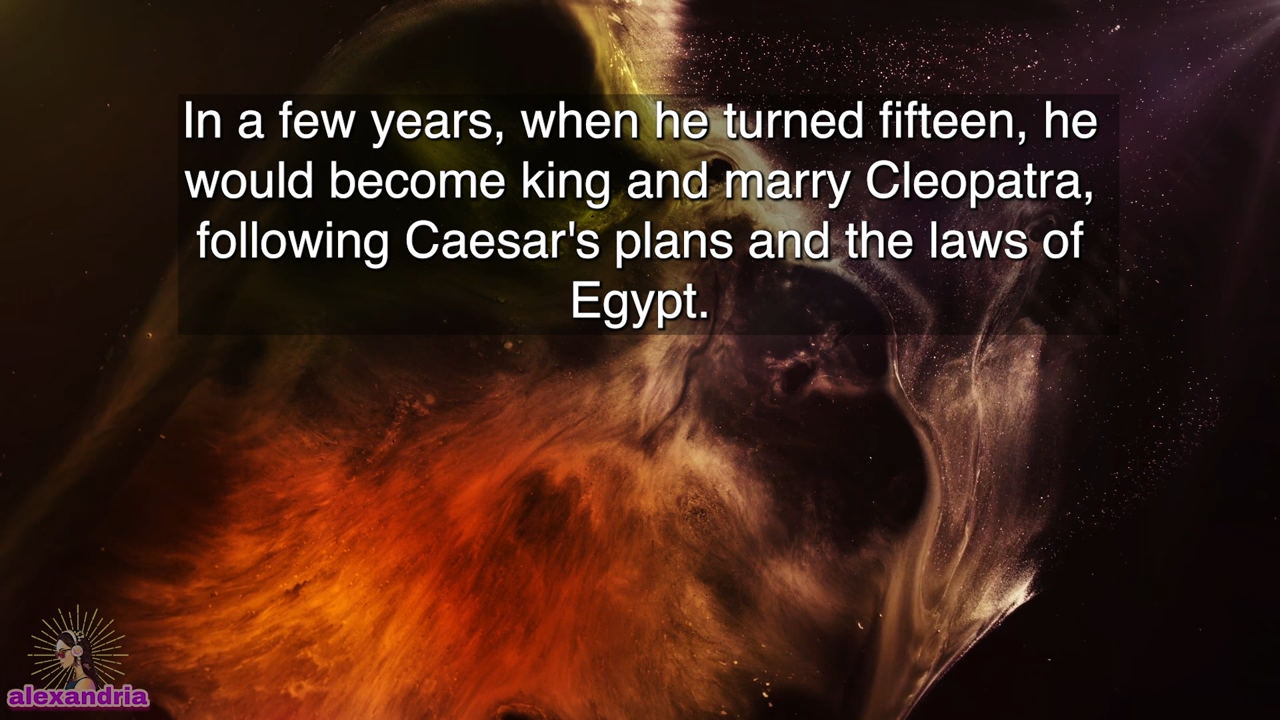 In a few years, when he turned fifteen, he
would become king and marry Cleopatra,
following Caesar's plans and the laws of
Egypt.
alexandria